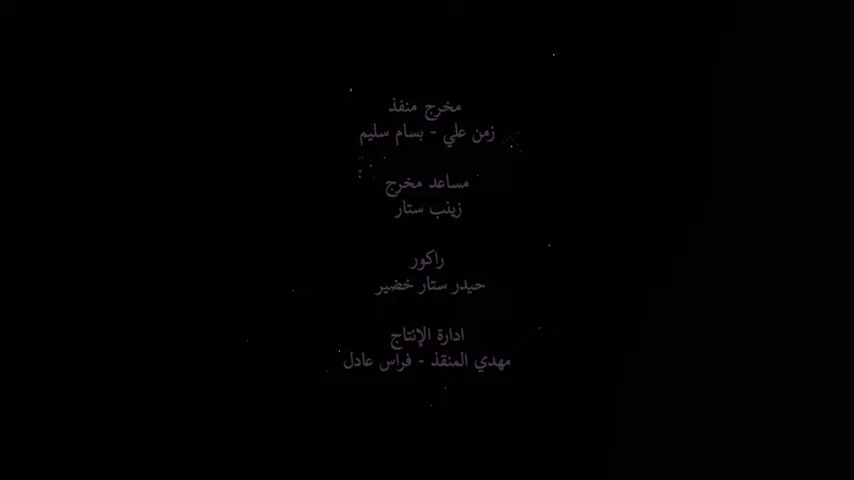 مخرج منفذ
زمن علي - بسام سليم
مساعد مخرج
زينب ستار
راكور
حيدر ستار خضير
ادارة الإنتاج
مهدي المنقذ - فراس عادل